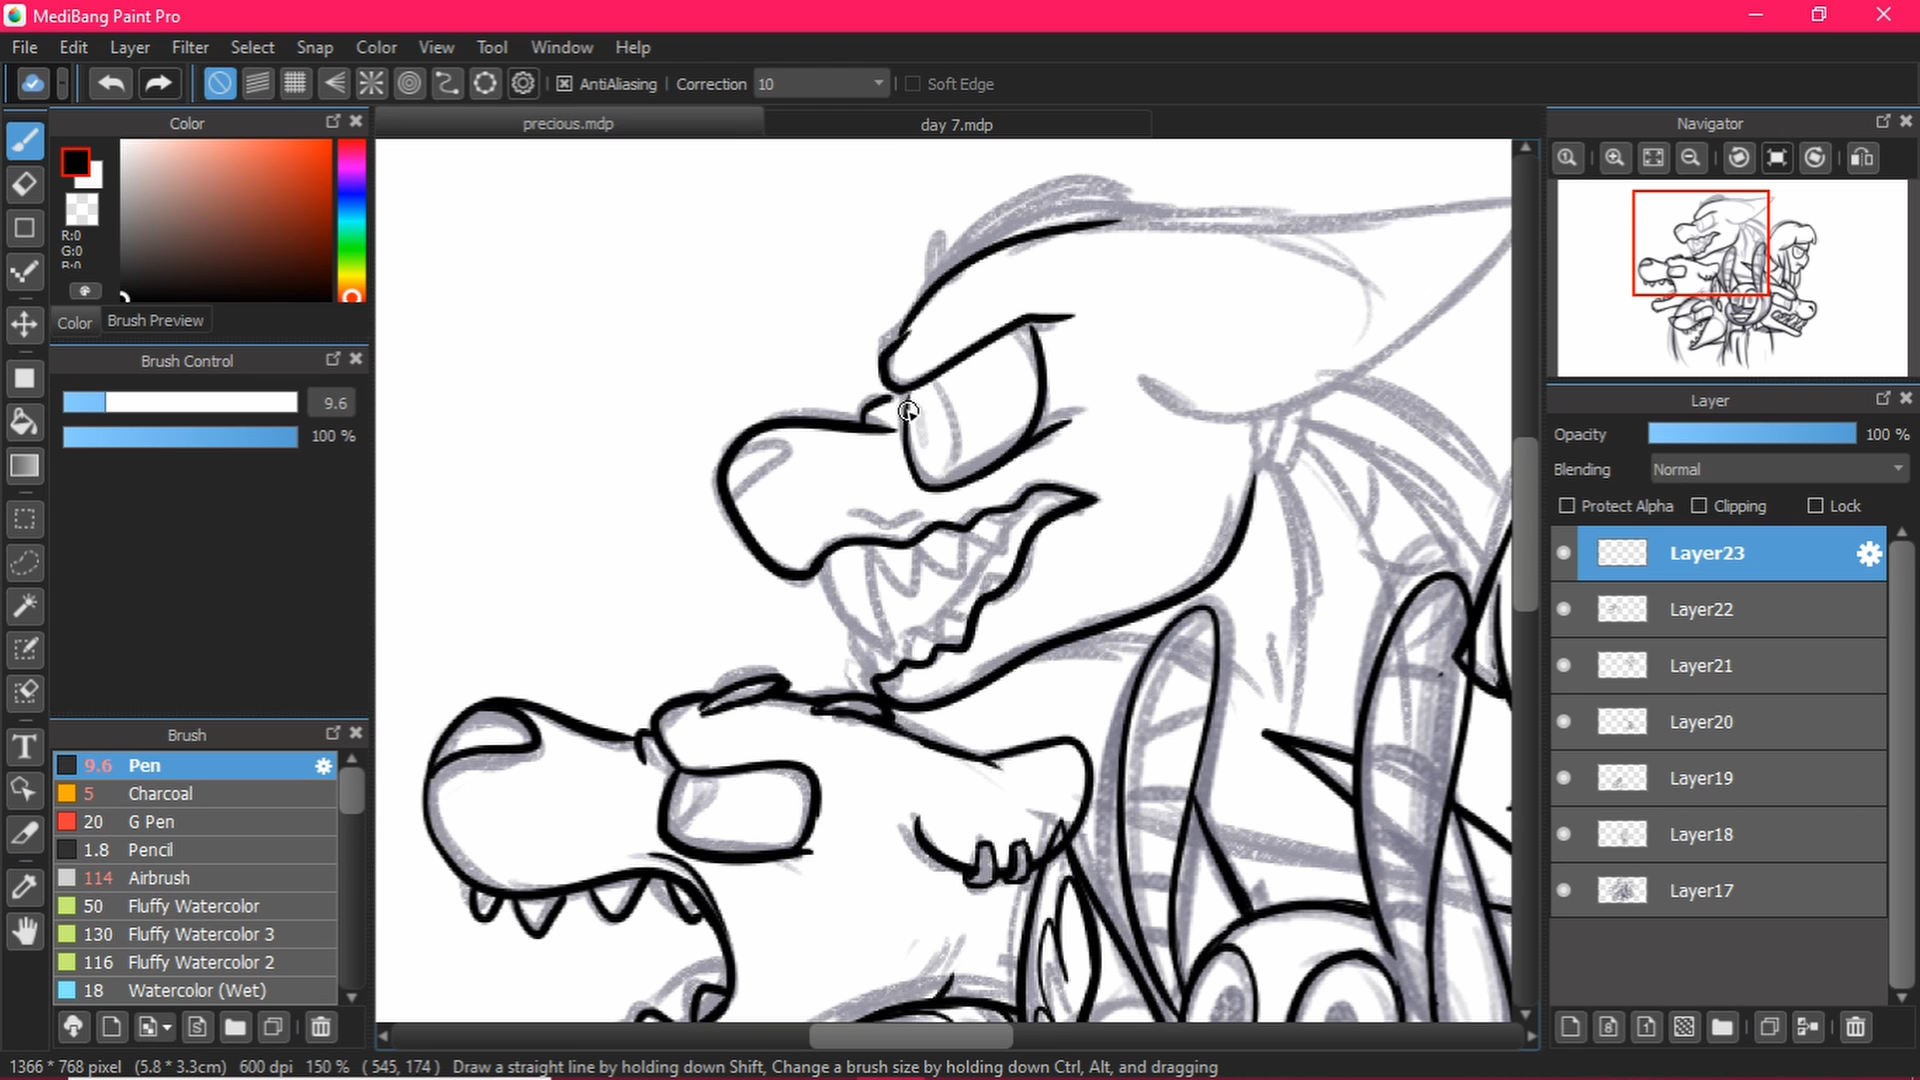 MediBang Paint Pro
File Edit Layer Filter Select Snap Color View Tool Window Help
AntiAliasing Correction 10 Soft Edge
Color
precious.mdp
day 7.mdp
Navigator
R:0
G:0
B:0
Color Brush Preview
Brush Control
9.6
100 %
Layer
Opacity 100 %
Blending Normal
Protect Alpha Clipping Lock
Layer23
Layer22
Layer21
Layer20
Layer19
Layer18
Layer17
Brush
9.6 Pen
5 Charcoal
20 G Pen
1.8 Pencil
114 Airbrush
50 Fluffy Watercolor
130 Fluffy Watercolor 3
116 Fluffy Watercolor 2
18 Watercolor (Wet)
T
S
8
1
1366 * 768 pixel (5.8 * 3.3cm) 600 dpi 150 % ( 545, 174 ) Draw a straight line by holding down Shift, Change a brush size by holding down Ctrl, Alt, and dragging